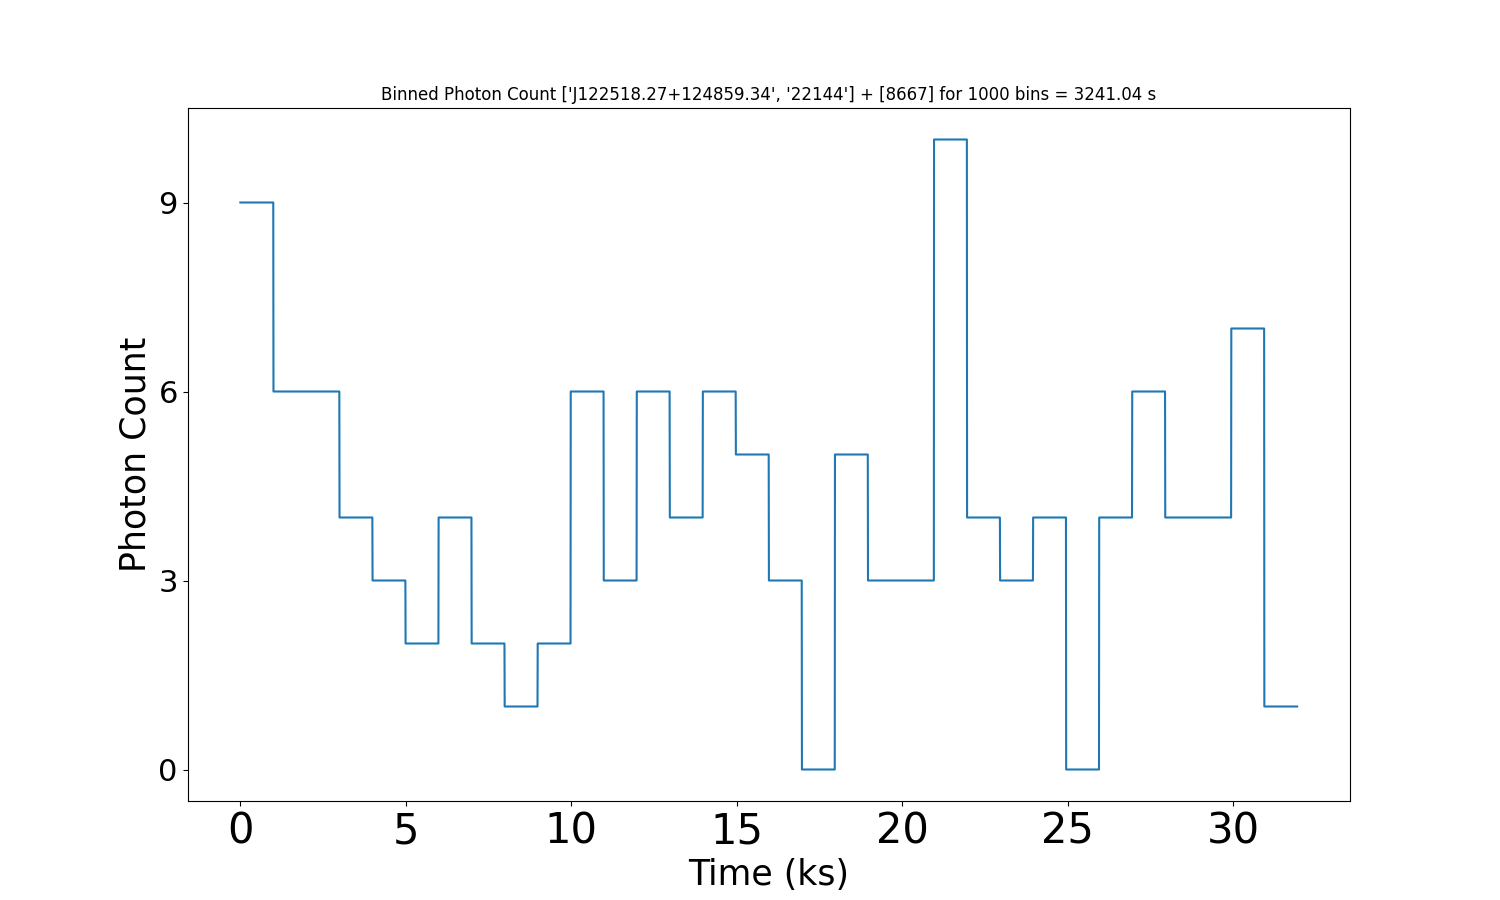 Binned Photon Count ['J122518.27+124859.34', '22144'] + [8667] for 1000 bins = 3241.04 s
9
6
3
0
Photon Count
0 5 10 15 20 25 30
Time (ks)